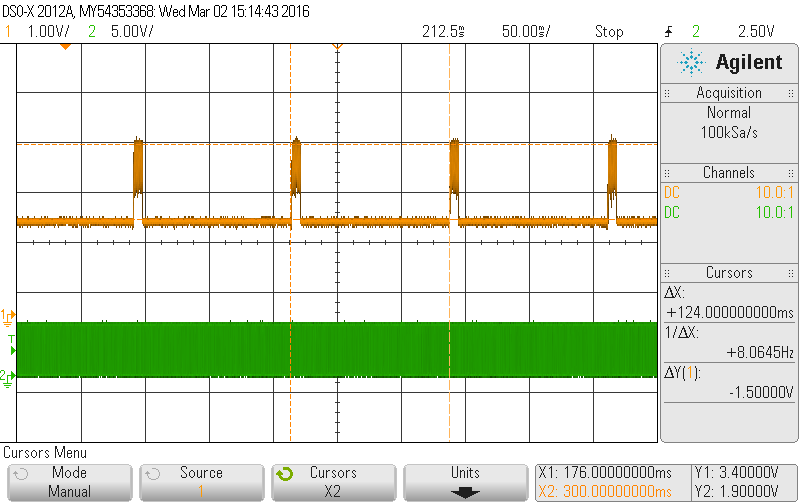 DSO-X 2012A, MY54353368: Wed Mar 02 15:14:43 2016
1 1.00V/ 2 5.00V/ 212.5ms 50.00ms/ Stop 2 2.50V
Agilent
Acquisition
Normal
100kSa/s
Channels
DC 10.0:1
DC 10.0:1
Cursors
ΔX:
+124.000000000ms
1/ΔX:
+8.0645Hz
ΔY(1):
-1.50000V
1
T
2
Cursors Menu
Mode
Manual
Source
1
Cursors
X2
Units
X1: 176.00000000ms
X2: 300.00000000ms
Y1: 3.40000V
Y2: 1.90000V